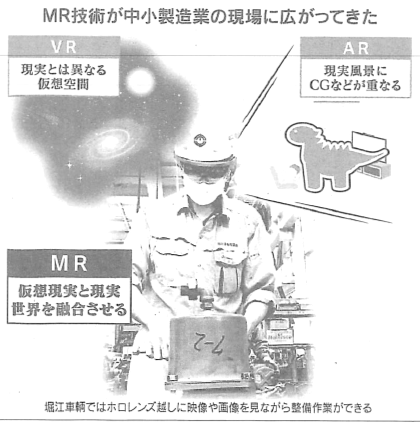 MR技術が中小製造業の現場に広がってきた
VR
現実とは異なる
仮想空間
AR
現実風景に
CGなどが重なる
MR
仮想現実と現実
世界を融合させる
7-2
堀江車輌ではホロレンズ越しに映像や画像を見ながら整備作業ができる